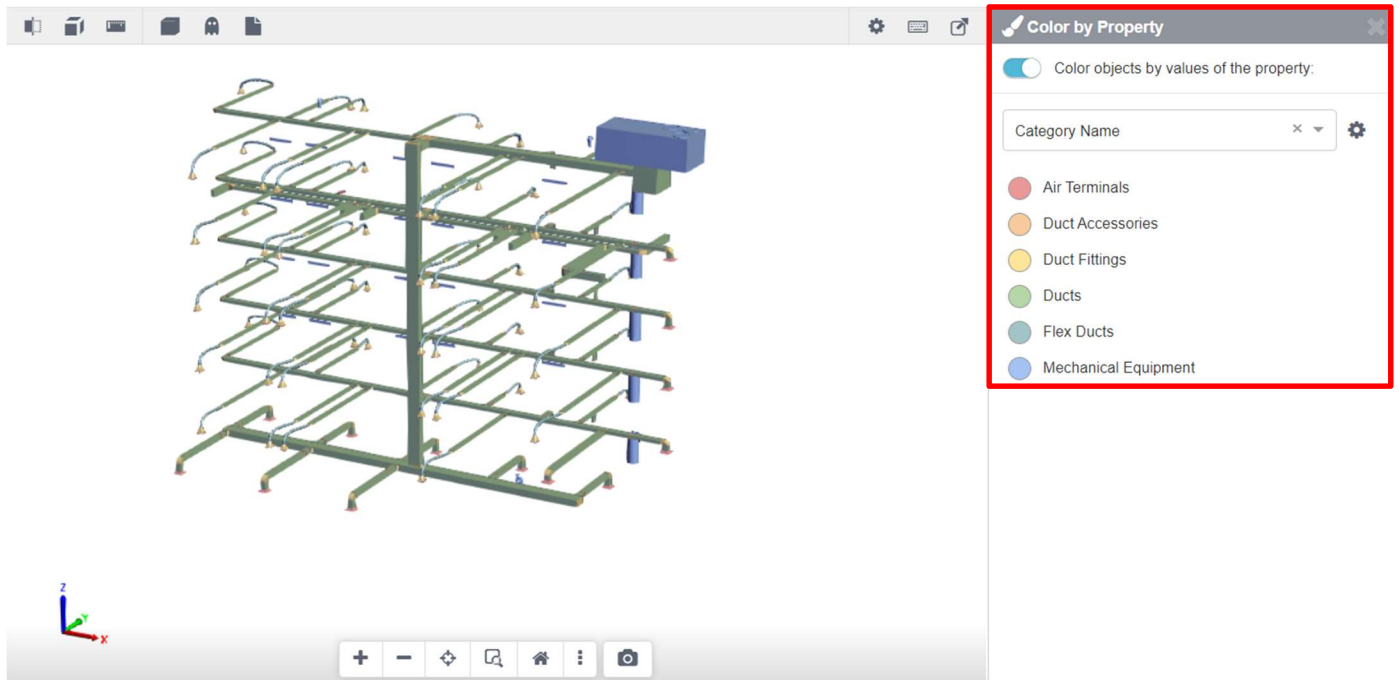 Color by Property
Color objects by values of the property:
Category Name
Air Terminals
Duct Accessories
Duct Fittings
Ducts
Flex Ducts
Mechanical Equipment
Z
Y
X